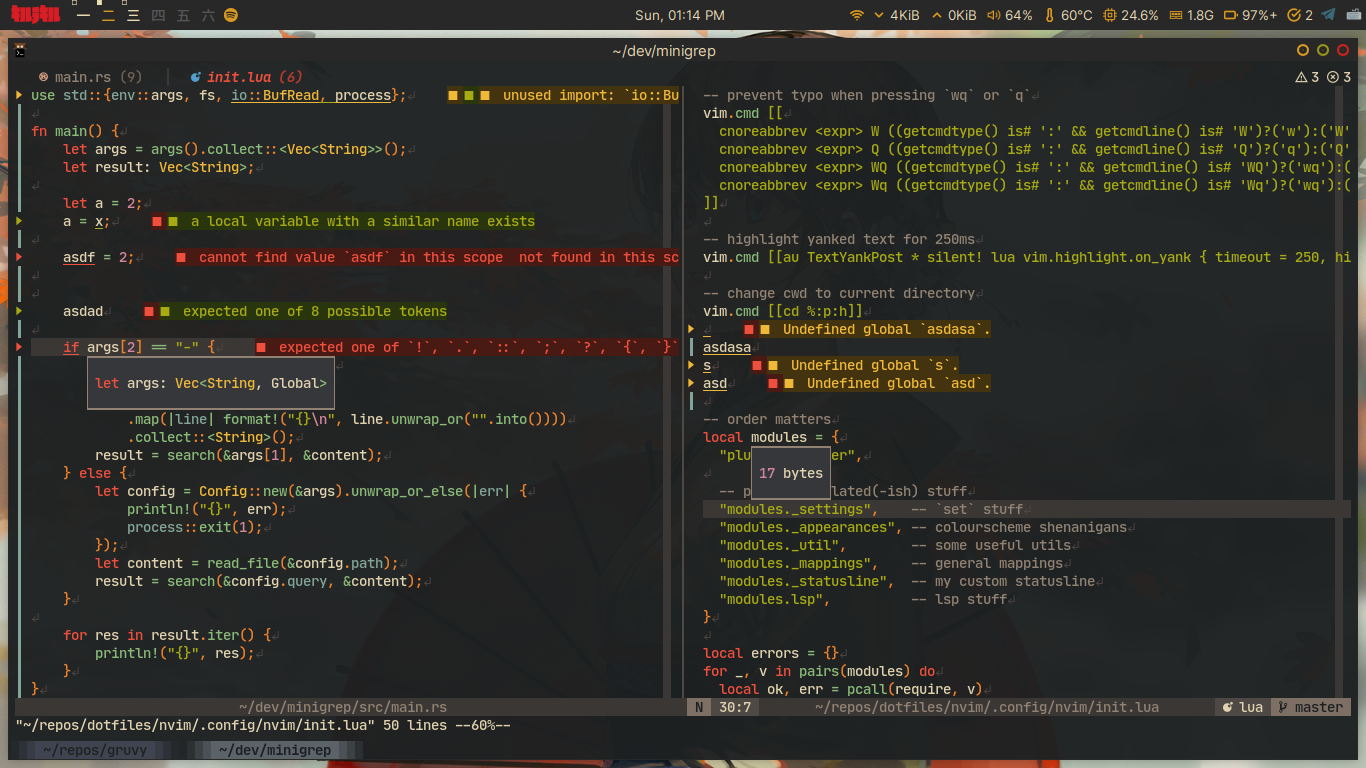 一 二 三 四 五 六
Sun, 01:14 PM
4KiB 0KiB 64% 60°C 24.6% 1.8G 97%+ 2
~/dev/minigrep
main.rs (9) │ init.lua (6)
3 3
use std::{env::args, fs, io::BufRead, process}; ■ ■ ■ unused import: `io::Bu
fn main() {
let args = args().collect::<Vec<String>>();
let result: Vec<String>;
let a = 2;
a = x; ■ ■ a local variable with a similar name exists
asdf = 2; ■ cannot find value `asdf` in this scope  not found in this sc
asdad ■ ■ expected one of 8 possible tokens
if args[2] == "-" { ■ expected one of `!`, `.`, `::`, `;`, `?`, `{`, `}`
let args: Vec<String, Global>
.map(|line| format!("{}\n", line.unwrap_or("".into())))
.collect::<String>();
result = search(&args[1], &content);
} else {
let config = Config::new(&args).unwrap_or_else(|err| {
println!("{}", err);
process::exit(1);
});
let content = read_file(&config.path);
result = search(&config.query, &content);
}
for res in result.iter() {
println!("{}", res);
}
}
~/dev/minigrep/src/main.rs
-- prevent typo when pressing `wq` or `q`
vim.cmd [[
cnoreabbrev <expr> W ((getcmdtype() is# ':' && getcmdline() is# 'W')?('w'):('W'
cnoreabbrev <expr> Q ((getcmdtype() is# ':' && getcmdline() is# 'Q')?('q'):('Q'
cnoreabbrev <expr> WQ ((getcmdtype() is# ':' && getcmdline() is# 'WQ')?('wq'):(
cnoreabbrev <expr> Wq ((getcmdtype() is# ':' && getcmdline() is# 'Wq')?('wq'):(
]]
-- highlight yanked text for 250ms
vim.cmd [[au TextYankPost * silent! lua vim.highlight.on_yank { timeout = 250, hi
-- change cwd to current directory
vim.cmd [[cd %:p:h]]
■ ■ Undefined global `asdasa`.
asdasa
s ■ ■ Undefined global `s`.
asd ■ ■ Undefined global `asd`.
-- order matters
local modules = {
"plu er",
17 bytes
-- p lated(-ish) stuff
"modules._settings", -- `set` stuff
"modules._appearances", -- colourscheme shenanigans
"modules._util", -- some useful utils
"modules._mappings", -- general mappings
"modules._statusline", -- my custom statusline
"modules.lsp", -- lsp stuff
}
local errors = {}
for _, v in pairs(modules) do
local ok, err = pcall(require, v)
N 30:7 ~/repos/dotfiles/nvim/.config/nvim/init.lua lua master
"~/repos/dotfiles/nvim/.config/nvim/init.lua" 50 lines --60%--
~/repos/gruvy ~/dev/minigrep